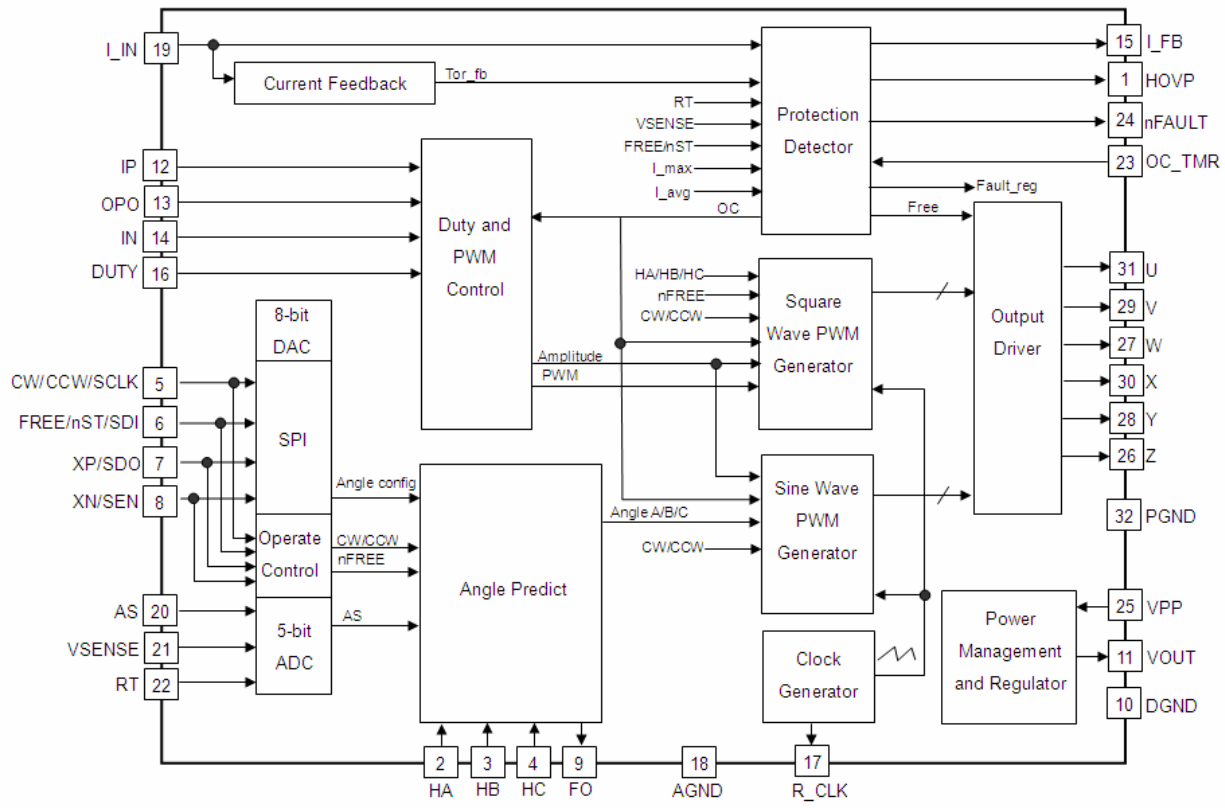 I_IN 19
Current Feedback
Tor_fb
RT
VSENSE
FREE/nST
I_max
I_avg
OC
Protection
Detector
Fault_reg
Free
15 I_FB
1 HOVP
24 nFAULT
23 OC_TMR
IP 12
OPO 13
IN 14
DUTY 16
Duty and
PWM
Control
Amplitude
PWM
HA/HB/HC
nFREE
CW/CCW
Square
Wave PWM
Generator
Output
Driver
31 U
29 V
27 W
30 X
28 Y
26 Z
32 PGND
8-bit
DAC
CW/CCW/SCLK 5
FREE/nST/SDI 6
XP/SDO 7
XN/SEN 8
SPI
Angle config
Operate
Control
CW/CCW
nFREE
AS 20
VSENSE 21
RT 22
5-bit
ADC
AS
Angle Predict
Angle A/B/C
CW/CCW
Sine Wave
PWM
Generator
Clock
Generator
Power
Management
and Regulator
25 VPP
11 VOUT
10 DGND
2 3 4 9 18 17
HA HB HC FO AGND R_CLK